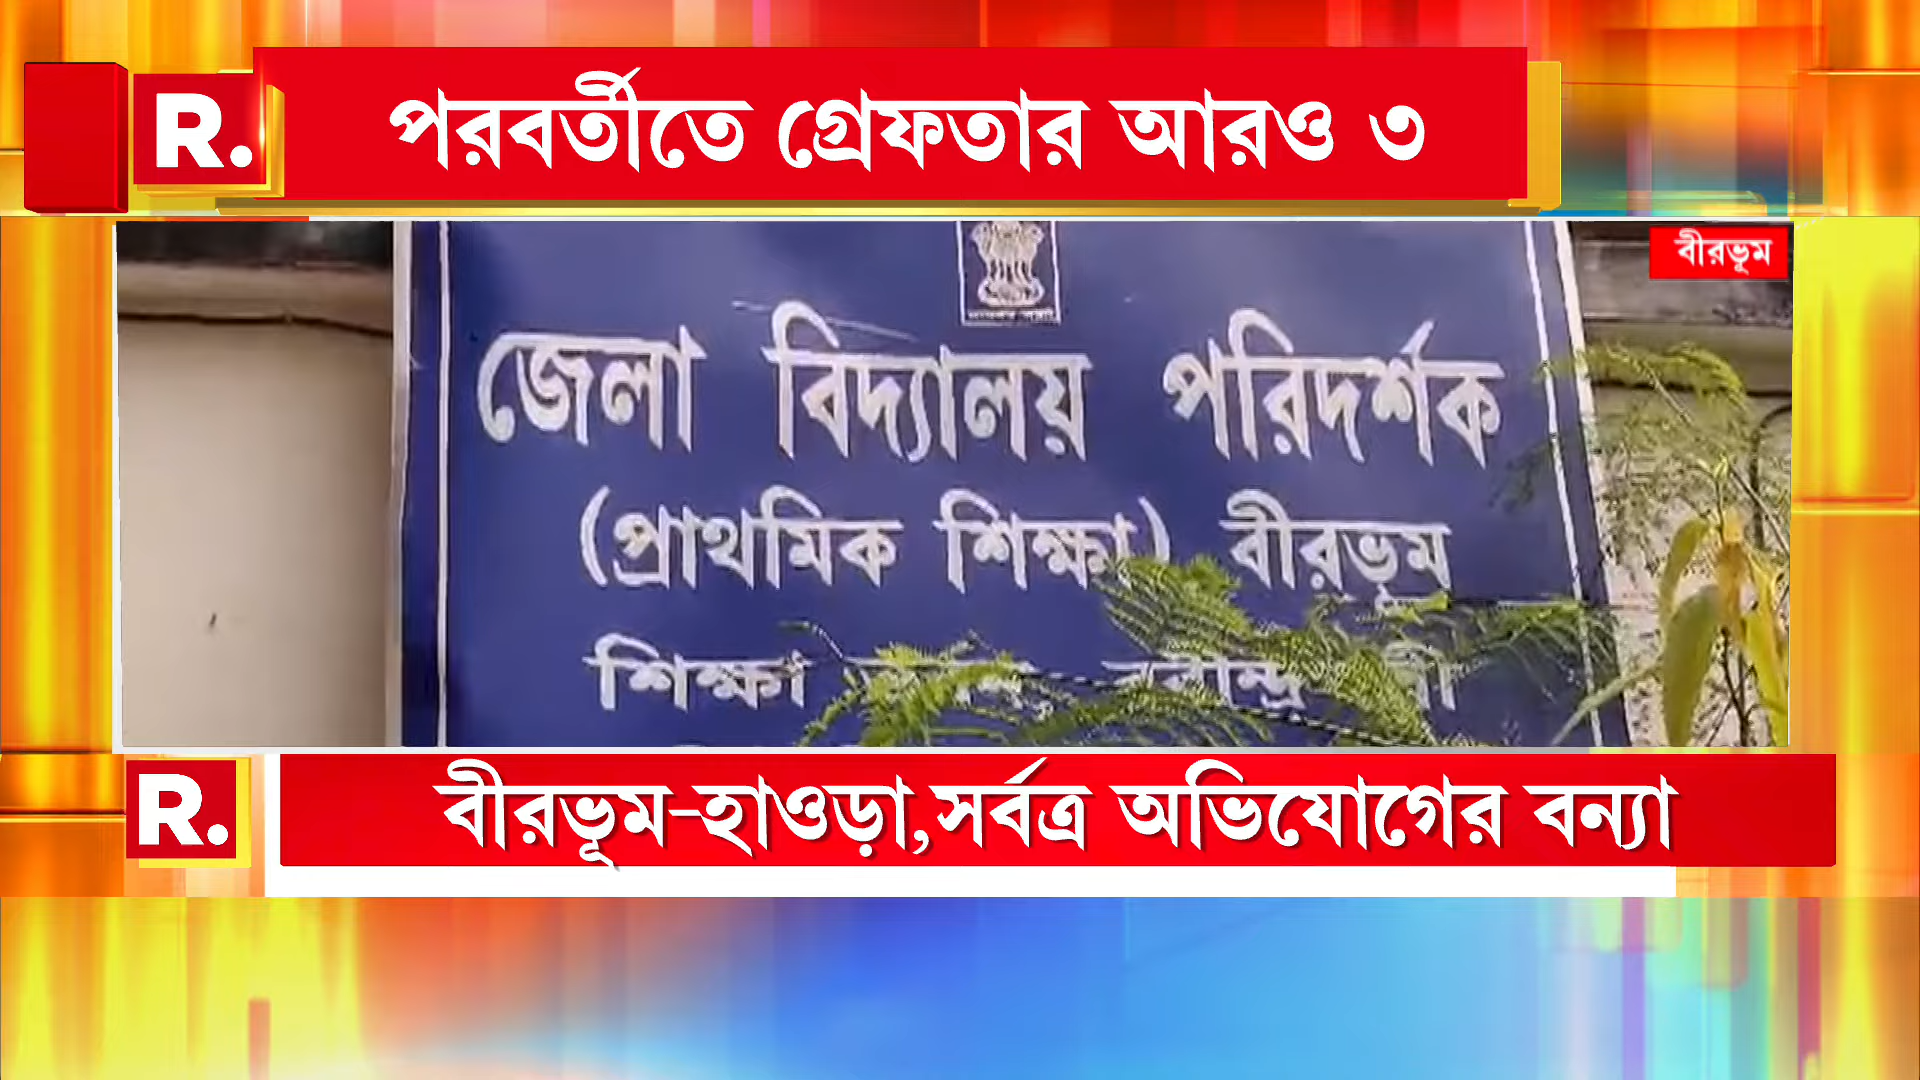 R. পরবর্তীতে গ্রেফতার আরও ৩
বীরভূম
জেলা বিদ্যালয় পরিদর্শক
(প্রাথমিক শিক্ষা) বীরভূম
শিক্ষা
R. বীরভূম-হাওড়া,সর্বত্র অভিযোগের বন্যা